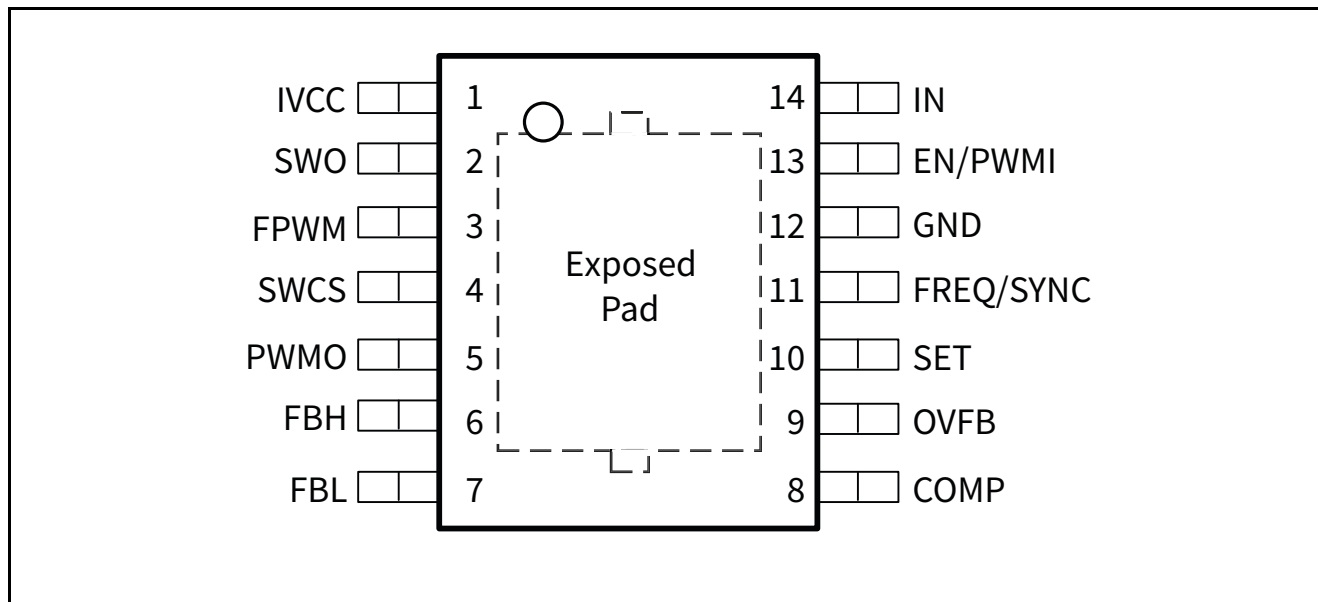 IVCC 1 14 IN
SWO 2 13 EN/PWMI
FPWM 3 12 GND
SWCS 4 11 FREQ/SYNC
PWMO 5 10 SET
FBH 6 9 OVFB
FBL 7 8 COMP
Exposed
Pad